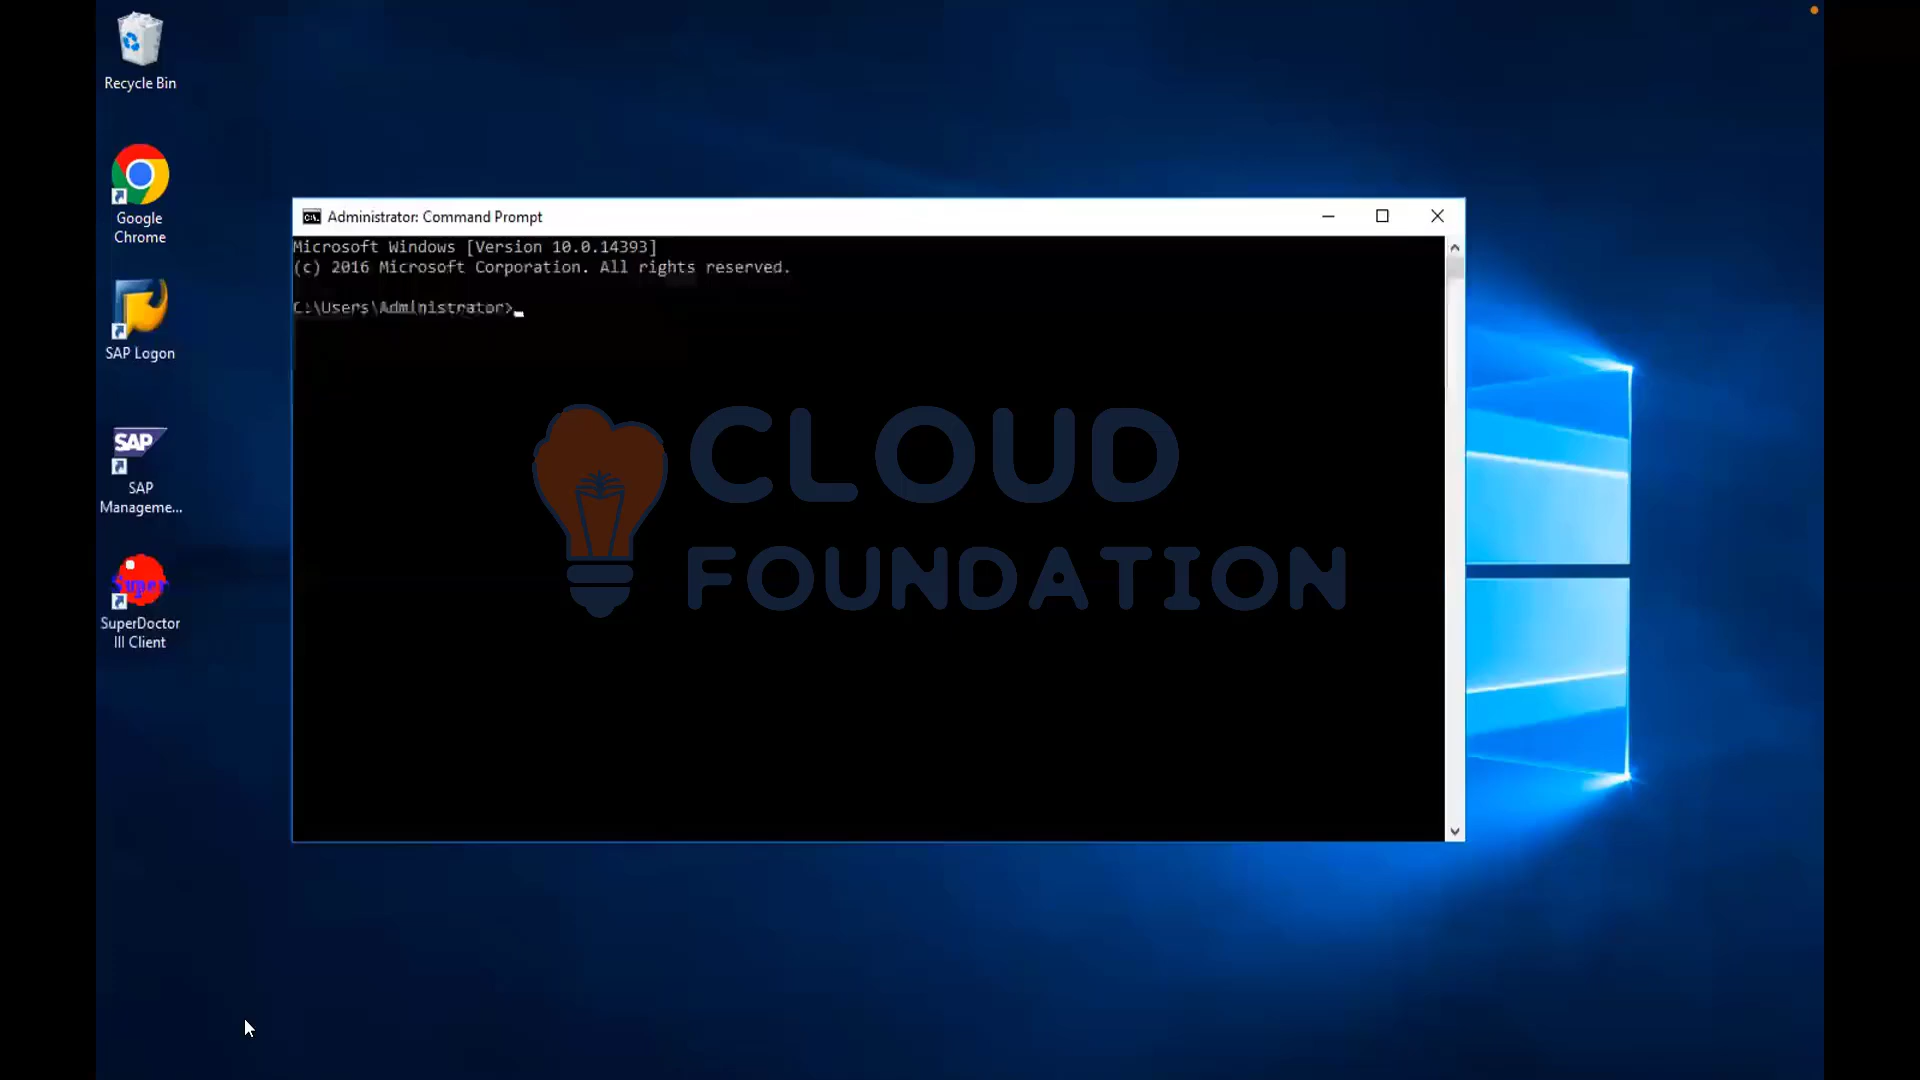 Recycle Bin
Google
Chrome
SAP Logon
SAP
SAP
Manageme...
Super
SuperDoctor
III Client
Administrator: Command Prompt
Microsoft Windows [Version 10.0.14393]
(c) 2016 Microsoft Corporation. All rights reserved.
C:\Users\Administrator>
CLOUD
FOUNDATION